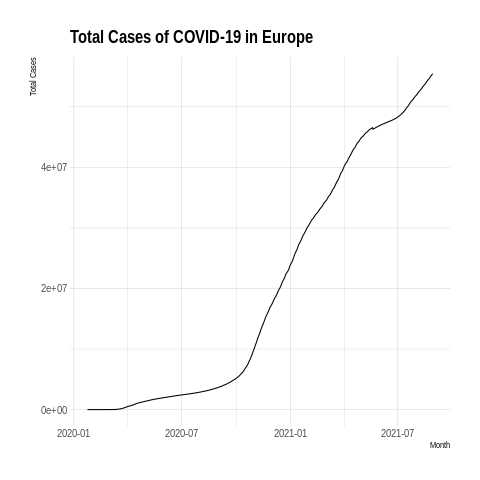 Total Cases of COVID-19 in Europe
Total Cases
4e+07
2e+07
0e+00
2020-01 2020-07 2021-01 2021-07
Month